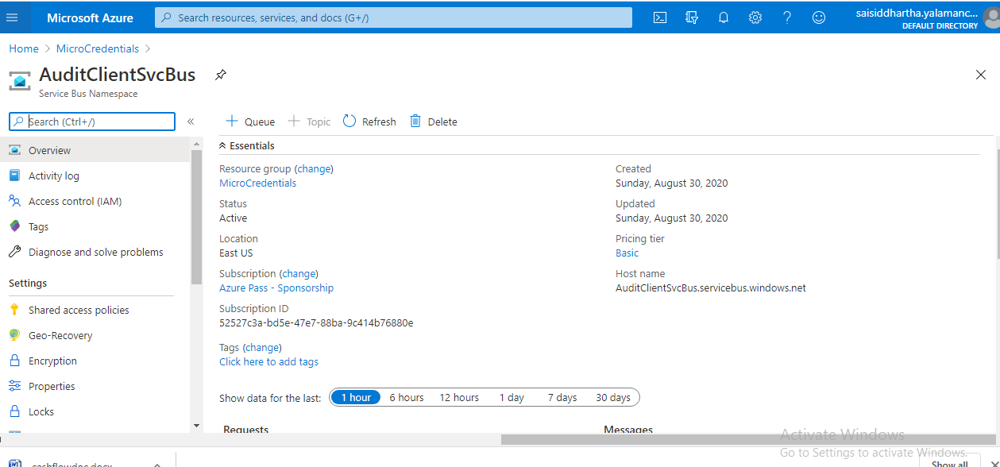 Microsoft Azure
Search resources, services, and docs (G+/)
saisiddhartha.yalamanc...
DEFAULT DIRECTORY
Home > MicroCredentials >
AuditClientSvcBus
Service Bus Namespace
Search (Ctrl+/)
«
Overview
Activity log
Access control (IAM)
Tags
Diagnose and solve problems
Settings
Shared access policies
Geo-Recovery
Encryption
Properties
Locks
+ Queue + Topic Refresh Delete
Essentials
Resource group (change)
MicroCredentials
Status
Active
Location
East US
Subscription (change)
Azure Pass - Sponsorship
Subscription ID
52527c3a-bd5e-47e7-88ba-9c414b76880e
Tags (change)
Click here to add tags
Created
Sunday, August 30, 2020
Updated
Sunday, August 30, 2020
Pricing tier
Basic
Host name
AuditClientSvcBus.servicebus.windows.net
Show data for the last: 1 hour 6 hours 12 hours 1 day 7 days 30 days
Requests Messages
Activate Windows
Go to Settings to activate Windows.
cashflowdoc.docx
Show all